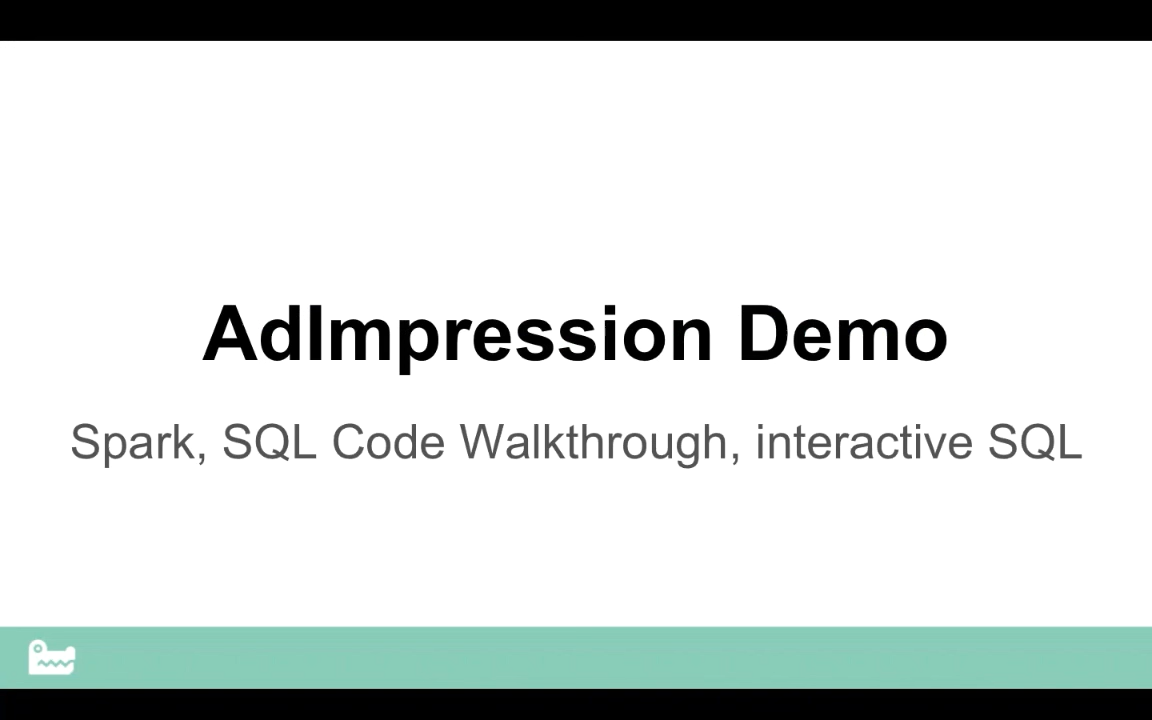 AdImpression Demo
Spark, SQL Code Walkthrough, interactive SQL